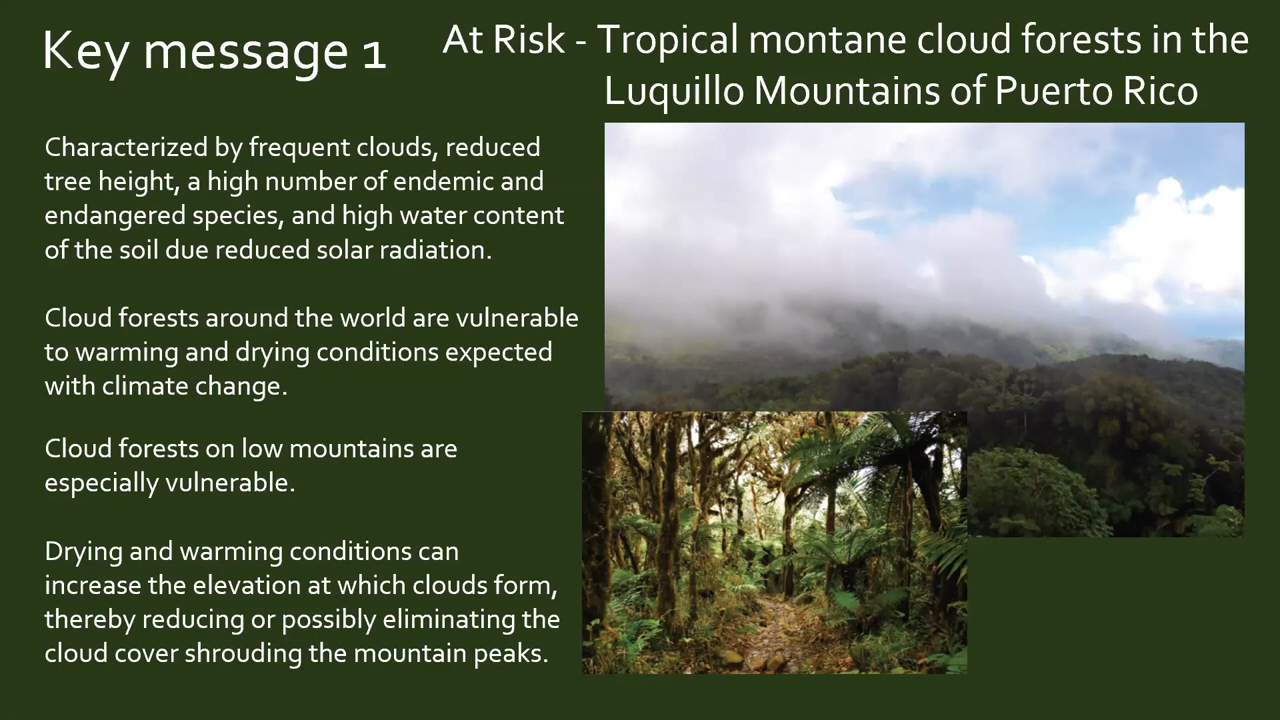 Key message 1
At Risk - Tropical montane cloud forests in the
Luquillo Mountains of Puerto Rico
Characterized by frequent clouds, reduced
tree height, a high number of endemic and
endangered species, and high water content
of the soil due reduced solar radiation.
Cloud forests around the world are vulnerable
to warming and drying conditions expected
with climate change.
Cloud forests on low mountains are
especially vulnerable.
Drying and warming conditions can
increase the elevation at which clouds form,
thereby reducing or possibly eliminating the
cloud cover shrouding the mountain peaks.